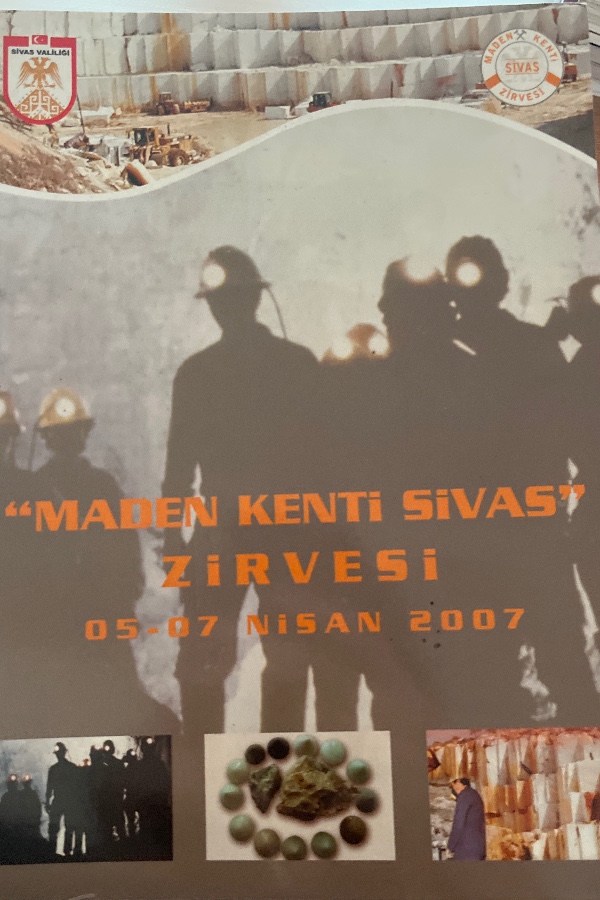 SİVAS VALİLİĞİ
MADEN KENTİ
SİVAS
ZİRVESİ
“MADEN KENTİ SİVAS”
ZİRVESİ
05-07 NİSAN 2007